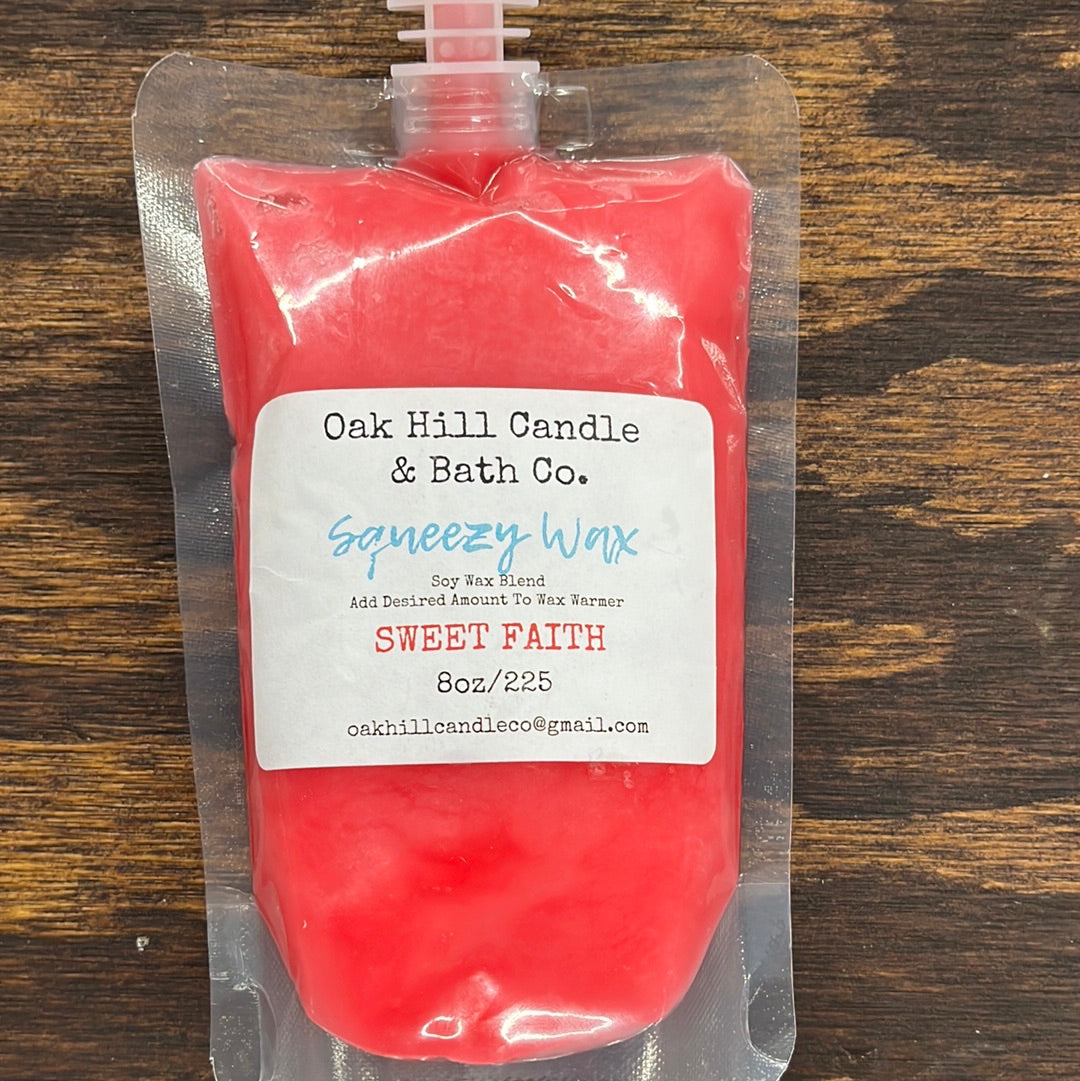 Oak Hill Candle
& Bath Co.
Squeezy Wax
Soy Wax Blend
Add Desired Amount To Wax Warmer
SWEET FAITH
8oz/225
oakhillcandleco@gmail.com